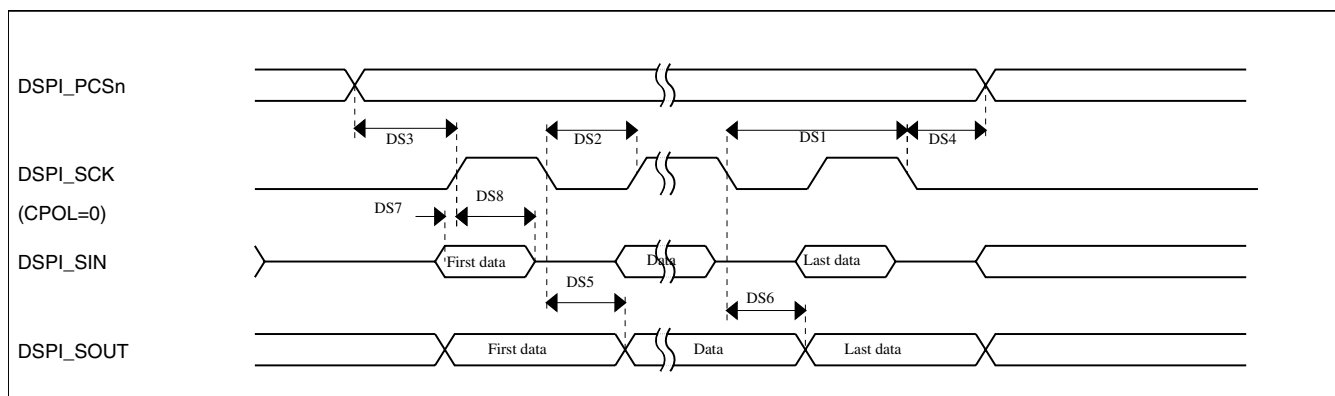 DSPI_PCSn
DS3
DS2
DS1
DS4
DSPI_SCK
(CPOL=0)
DS7
DS8
DSPI_SIN
First data
Data
Last data
DS5
DS6
DSPI_SOUT
First data
Data
Last data